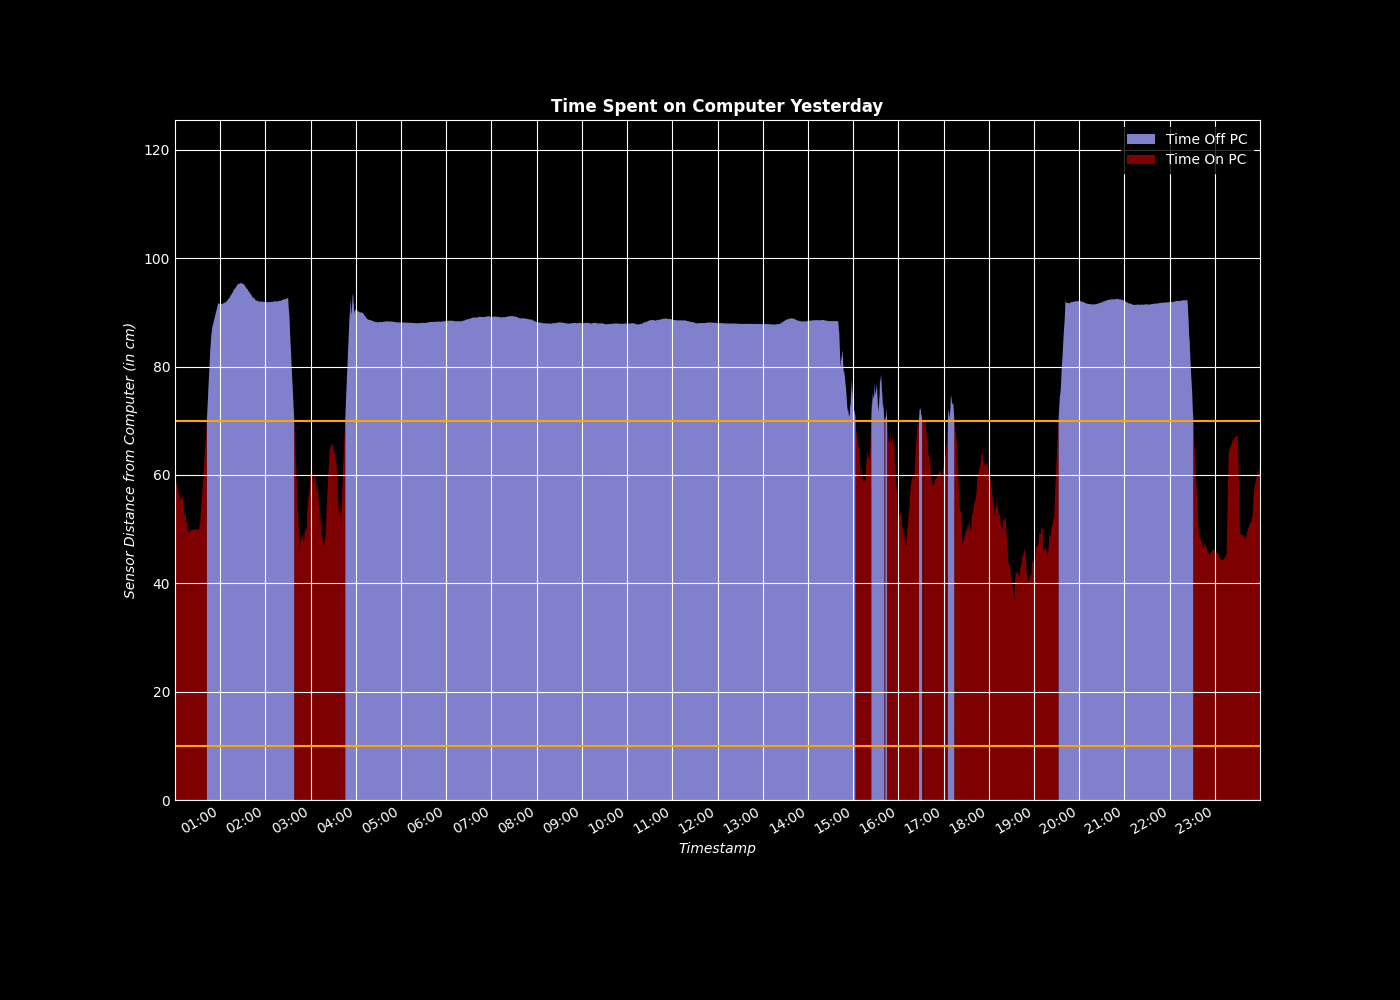 Time Spent on Computer Yesterday
Time Off PC
Time On PC
120
100
80
60
40
20
0
Sensor Distance from Computer (in cm)
01:00 02:00 03:00 04:00 05:00 06:00 07:00 08:00 09:00 10:00 11:00 12:00 13:00 14:00 15:00 16:00 17:00 18:00 19:00 20:00 21:00 22:00 23:00
Timestamp